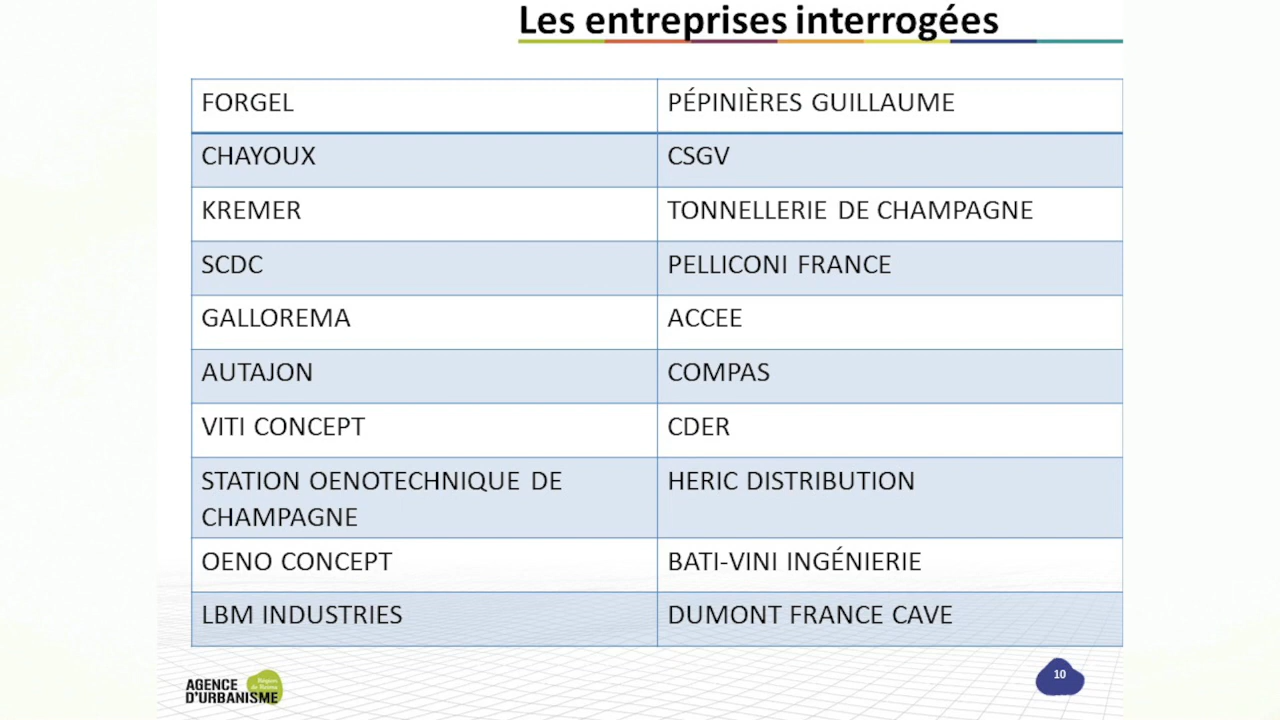 Les entreprises interrogées
FORGEL
PÉPINIÈRES GUILLAUME
CHAYOUX
CSGV
KREMER
TONNELLERIE DE CHAMPAGNE
SCDC
PELLICONI FRANCE
GALLOREMA
ACCEE
AUTAJON
COMPAS
VITI CONCEPT
CDER
STATION OENOTECHNIQUE DE
CHAMPAGNE
HERIC DISTRIBUTION
OENO CONCEPT
BATI-VINI INGÉNIERIE
LBM INDUSTRIES
DUMONT FRANCE CAVE
AGENCE
D'URBANISME
10